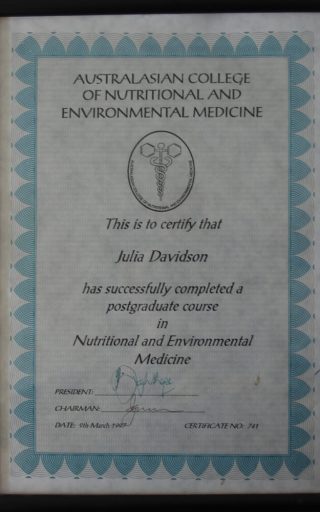 AUSTRALASIAN COLLEGE
OF NUTRITIONAL AND
ENVIRONMENTAL MEDICINE
This is to certify that
Julia Davidson
has successfully completed a
postgraduate course
in
Nutritional and Environmental
Medicine
PRESIDENT:
CHAIRMAN:
DATE: 9th March 1997
CERTIFICATE NO: 741